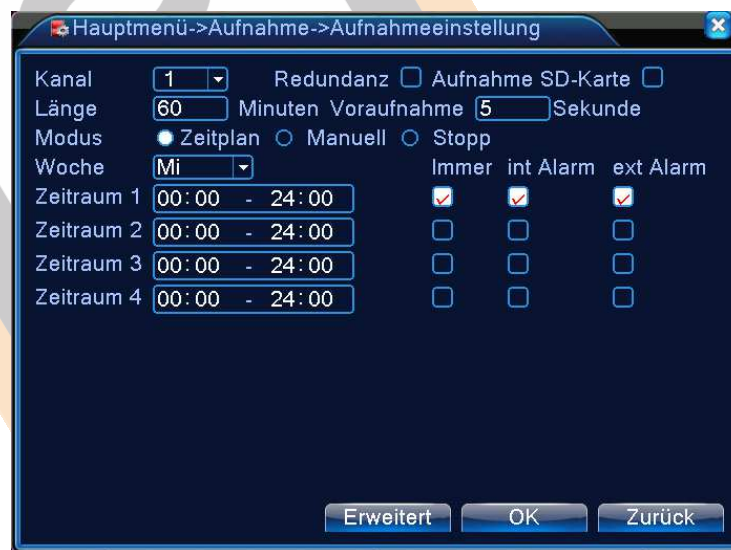 Hauptmenü->Aufnahme->Aufnahmeeinstellung
Kanal 1 Redundanz Aufnahme SD-Karte
Länge 60 Minuten Voraufnahme 5 Sekunde
Modus Zeitplan Manuell Stopp
Woche Mi Immer int Alarm ext Alarm
Zeitraum 1 00:00 - 24:00
Zeitraum 2 00:00 - 24:00
Zeitraum 3 00:00 - 24:00
Zeitraum 4 00:00 - 24:00
Erweitert OK Zurück